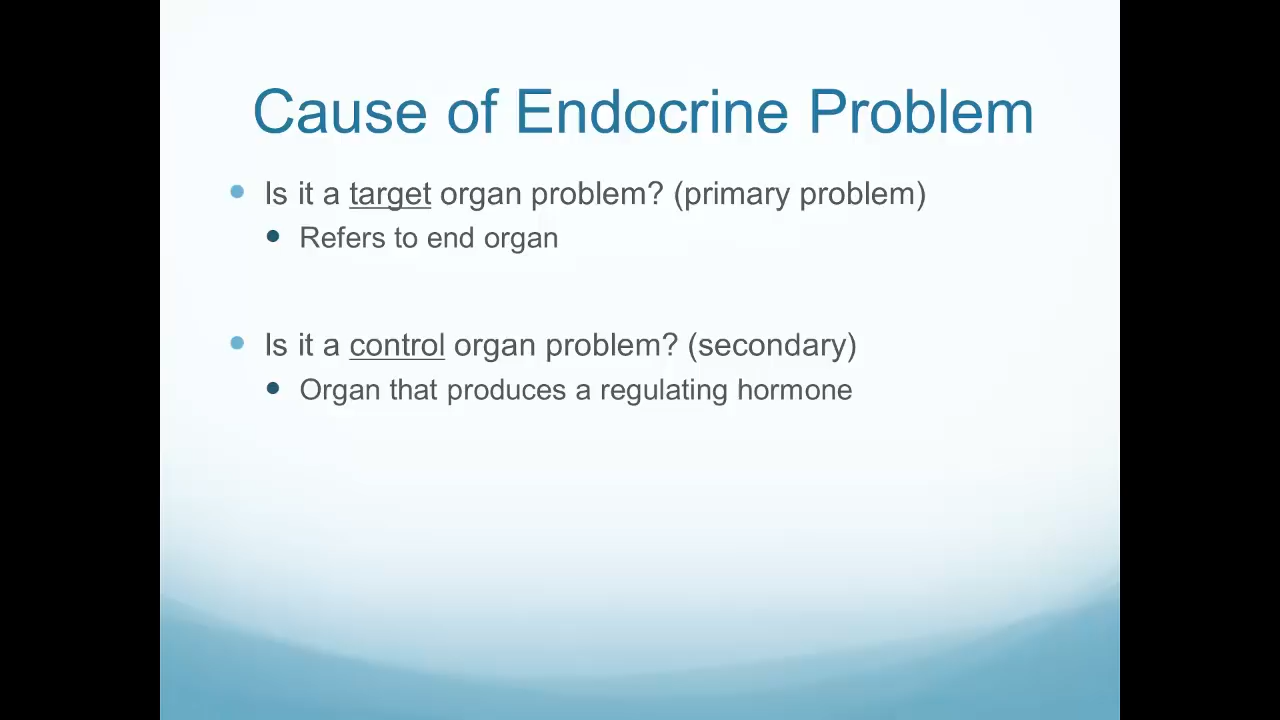 Cause of Endocrine Problem
Is it a target organ problem? (primary problem)
Refers to end organ
Is it a control organ problem? (secondary)
Organ that produces a regulating hormone